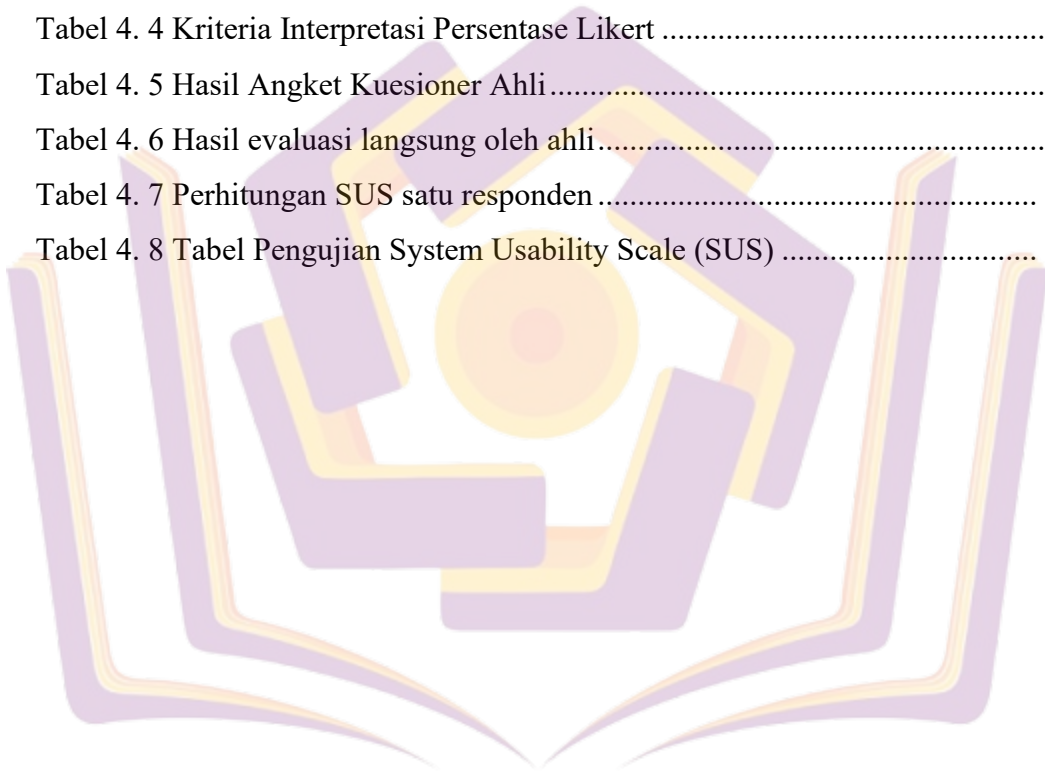 Tabel 4. 4 Kriteria Interpretasi Persentase Likert ................................................
Tabel 4. 5 Hasil Angket Kuesioner Ahli..............................................................
Tabel 4. 6 Hasil evaluasi langsung oleh ahli........................................................
Tabel 4. 7 Perhitungan SUS satu responden .......................................................
Tabel 4. 8 Tabel Pengujian System Usability Scale (SUS) ................................